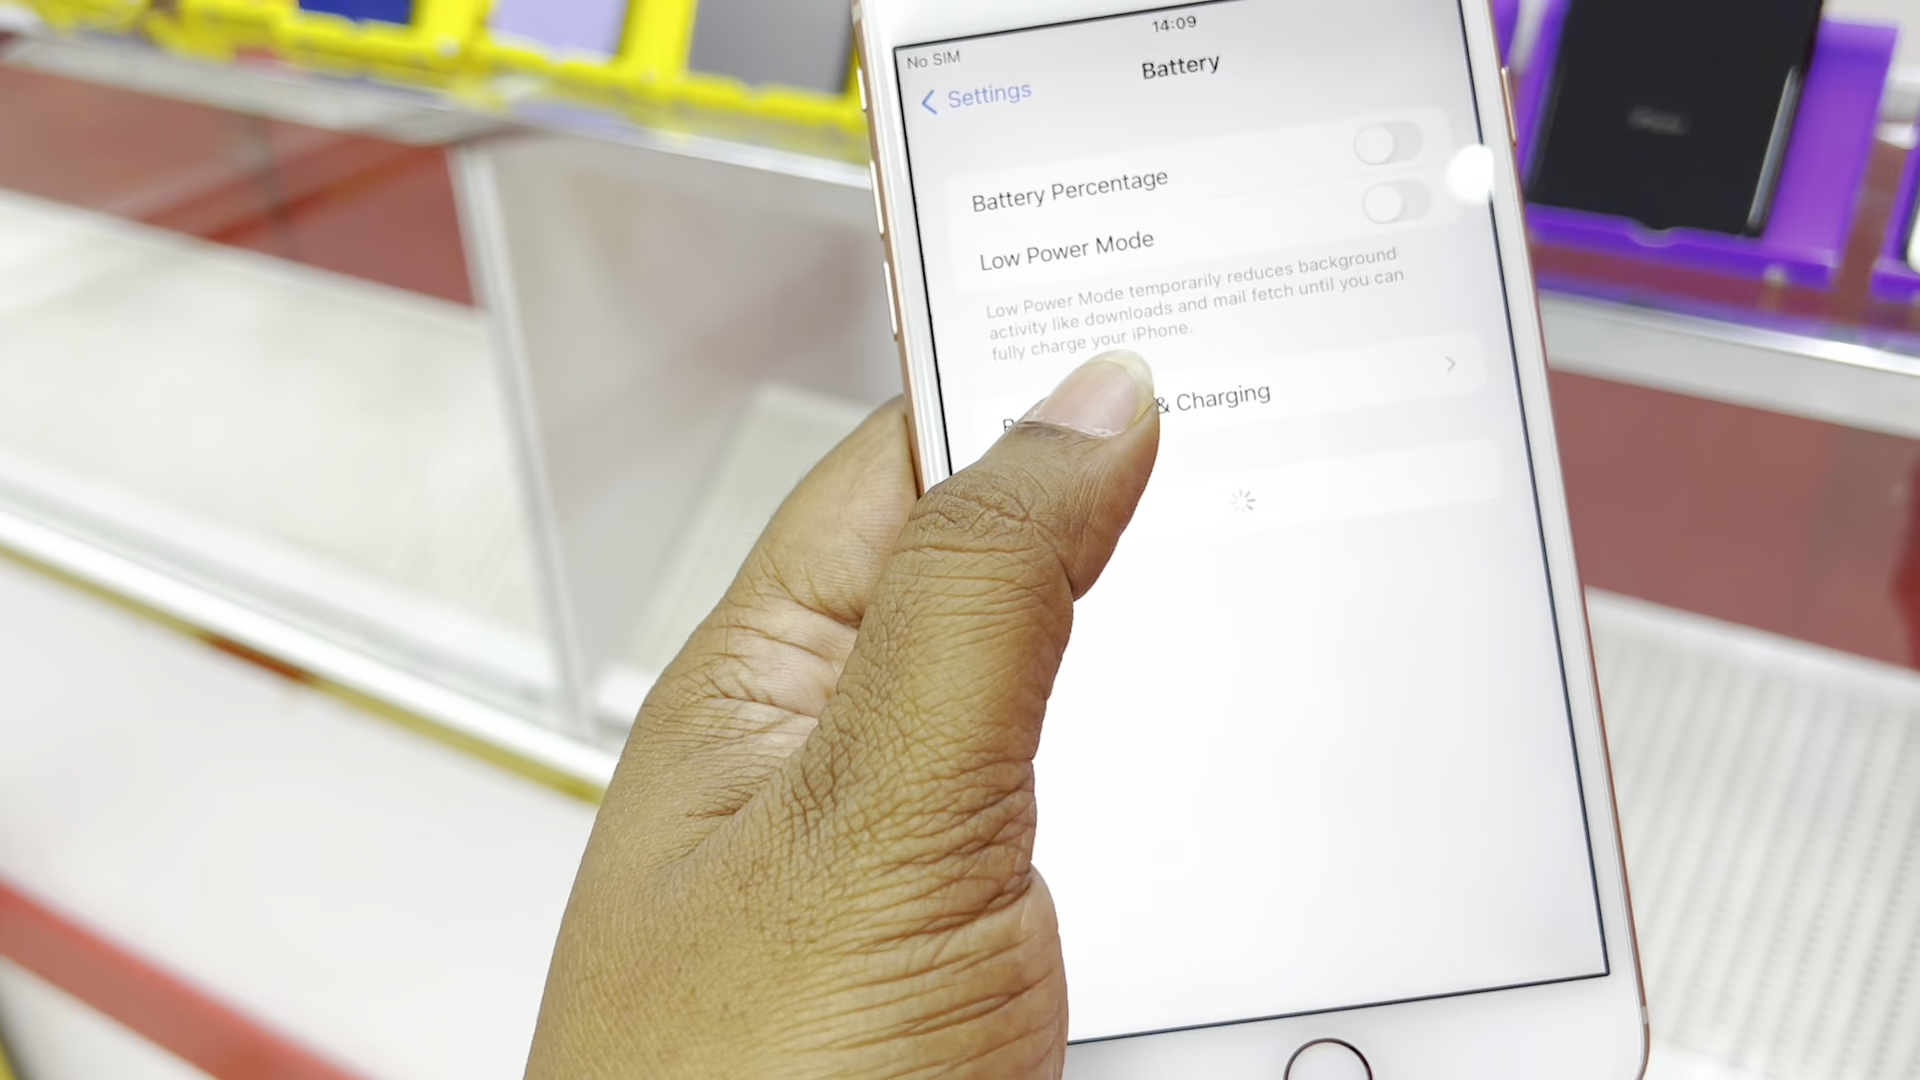 14:09
No SIM
Battery
Settings
Battery Percentage
Low Power Mode
Low Power Mode temporarily reduces background
activity like downloads and mail fetch until you can
fully charge your iPhone.
& Charging